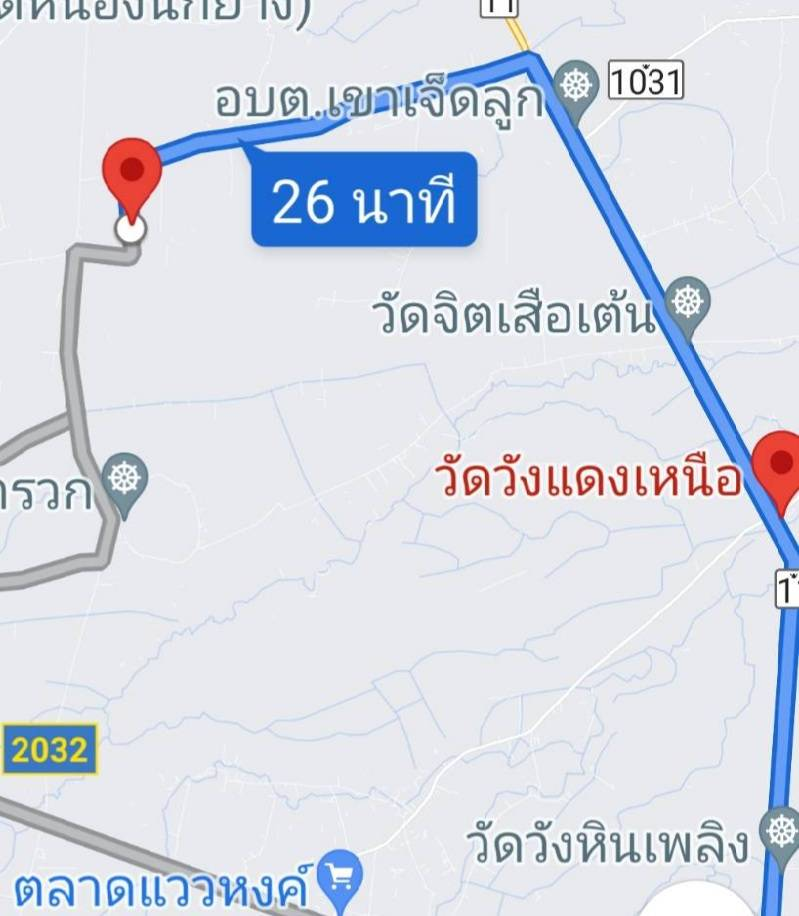 11
อบต.เขาเจ็ดลูก
1031
26 นาที
วัดจิตเสือเต้น
วัดวังแดงเหนือ
2032
วัดวังหินเพลิง
ตลาดแววหงค์